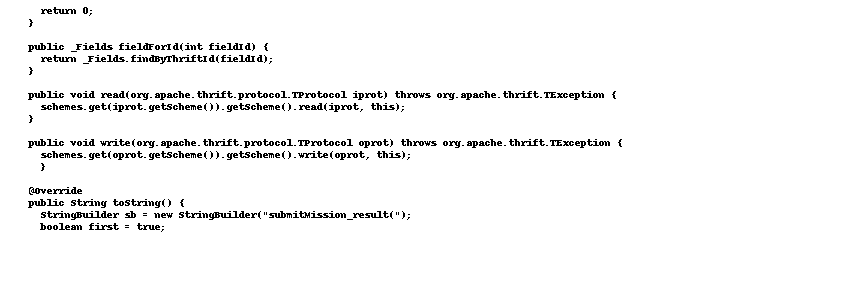 return 0;
}
public _Fields fieldForId(int fieldId) {
return _Fields.findByThriftId(fieldId);
}
public void read(org.apache.thrift.protocol.TProtocol iprot) throws org.apache.thrift.TException {
schemes.get(iprot.getScheme()).getScheme().read(iprot, this);
}
public void write(org.apache.thrift.protocol.TProtocol oprot) throws org.apache.thrift.TException {
schemes.get(oprot.getScheme()).getScheme().write(oprot, this);
}
@Override
public String toString() {
StringBuilder sb = new StringBuilder("submitMission_result(");
boolean first = true;